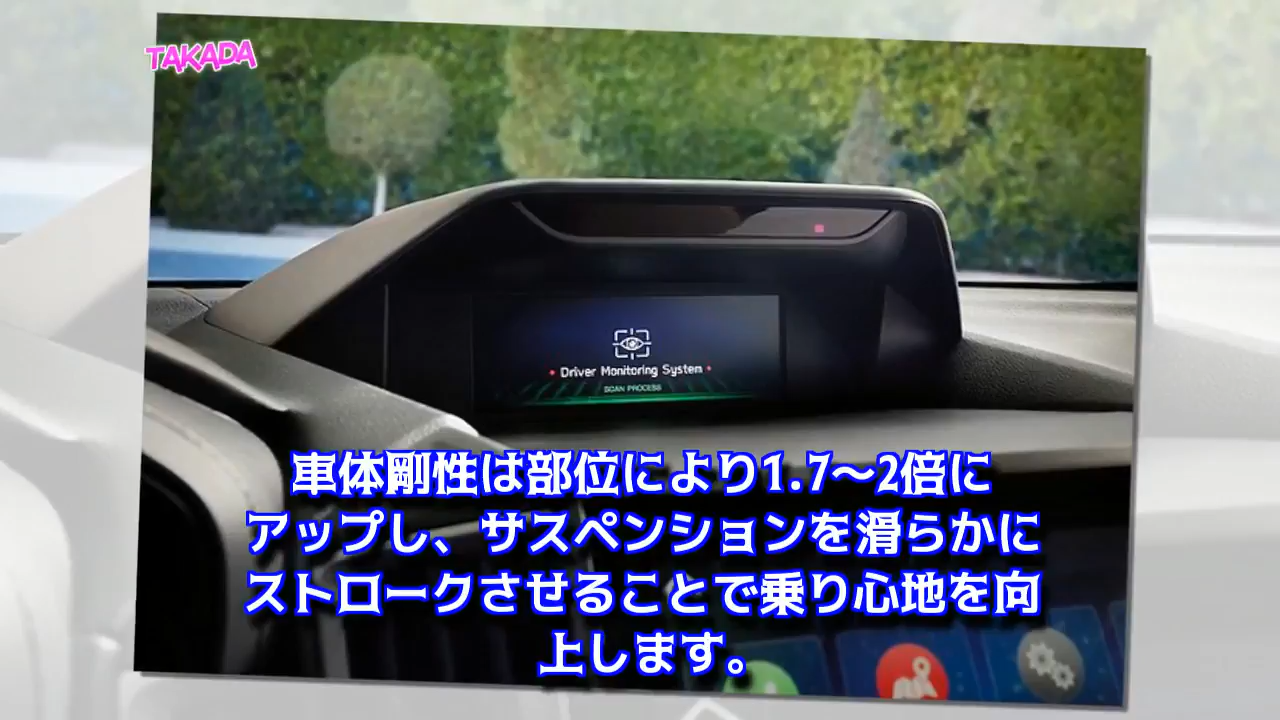 TAKADA
Driver Monitoring System
SCAN PROCESS
車体剛性は部位により1.7〜2倍に
アップし、サスペンションを滑らかに
ストロークさせることで乗り心地を向
上します。